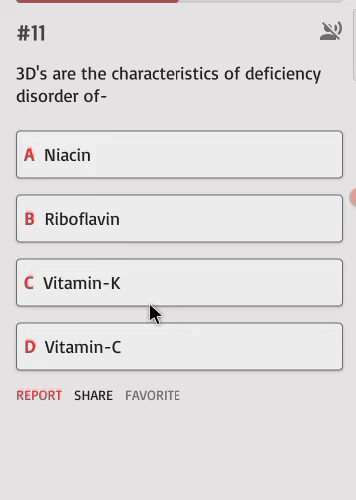 #11
3D's are the characteristics of deficiency
disorder of-
A Niacin
B Riboflavin
C Vitamin-K
D Vitamin-C
REPORT SHARE FAVORITE